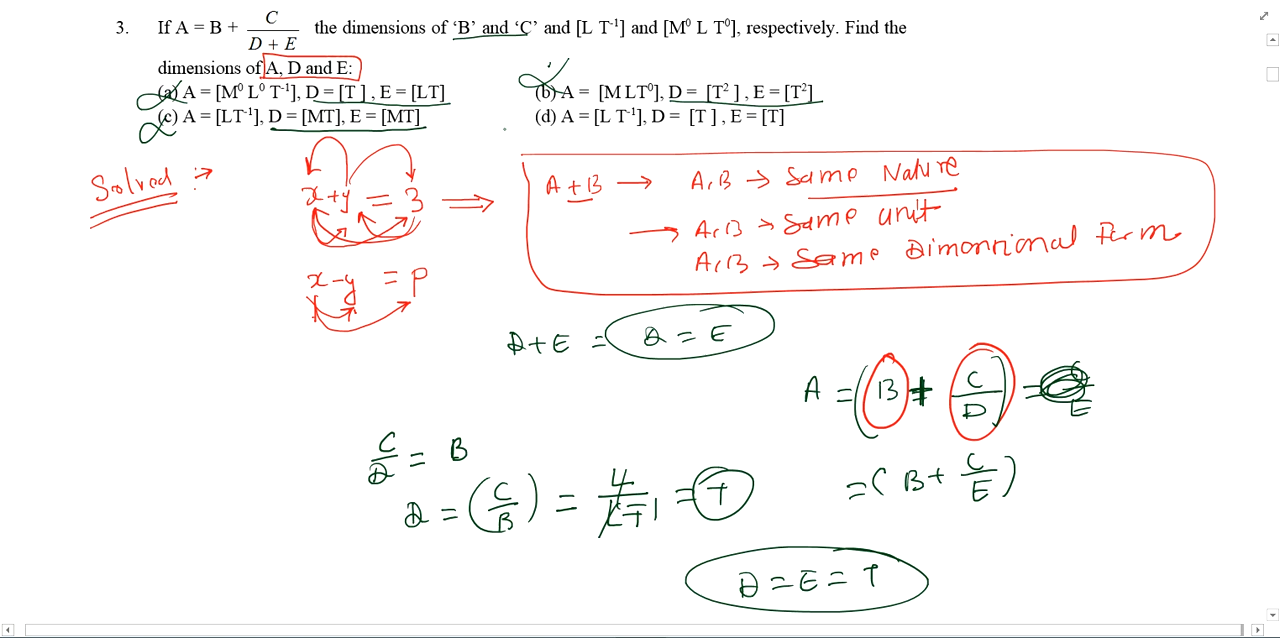 3. If A = B + C / D + E the dimensions of ‘B’ and ‘C’ and [L T⁻¹] and [M⁰ L T⁰], respectively. Find the
dimensions of A, D and E:
(a) A = [M⁰ L⁰ T⁻¹], D = [T ] , E = [LT]
(b) A = [M LT⁰], D = [T² ] , E = [T²]
(c) A = [LT⁻¹], D = [MT], E = [MT]
(d) A = [L T⁻¹], D = [T ] , E = [T]
Solved :→
x+y = 3 ⟹
A ± B → A, B → Same Nature
→ A, B → Same unit
A, B → Same Dimonsional Form
x-y = P
D+E = D = E
A = (B + C/D) =
E
= ( B + C/E )
C/D = B
D = (C/B) = L/LT⁻¹ = T
D = E = T